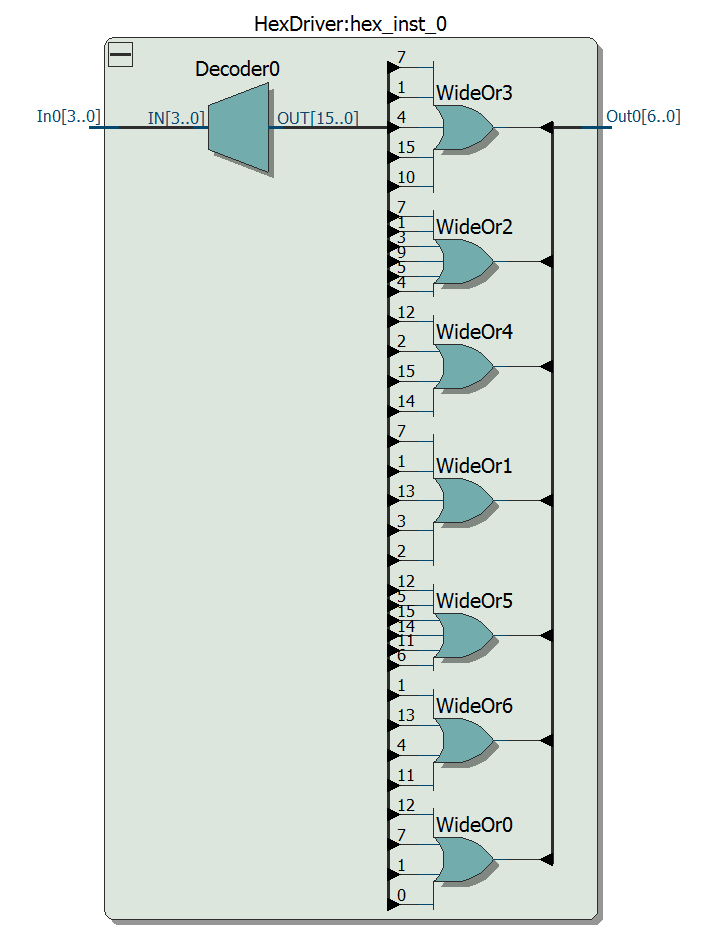 HexDriver:hex_inst_0
Decoder0
In0[3..0]
IN[3..0]
OUT[15..0]
Out0[6..0]
7
1
4
15
10
WideOr3
7
1
3
9
5
4
WideOr2
12
2
15
14
WideOr4
7
1
13
3
2
WideOr1
12
5
15
14
11
6
WideOr5
1
13
4
11
WideOr6
12
7
1
0
WideOr0